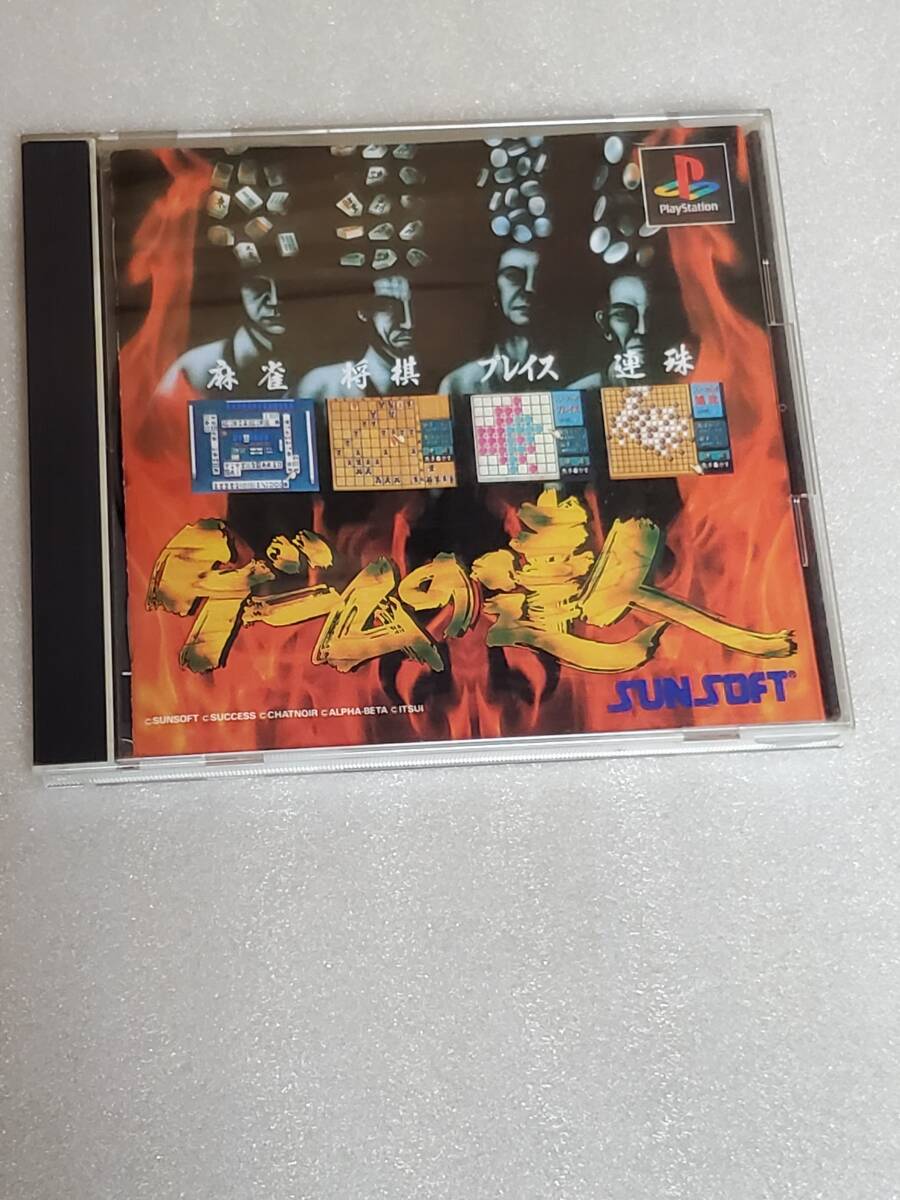 PlayStation
麻雀 将棋 プレイス 連珠
ゲームの達人
SUNSOFT®
©SUNSOFT ©SUCCESS ©CHATNOIR ©ALPHA-BETA ©ITSUI